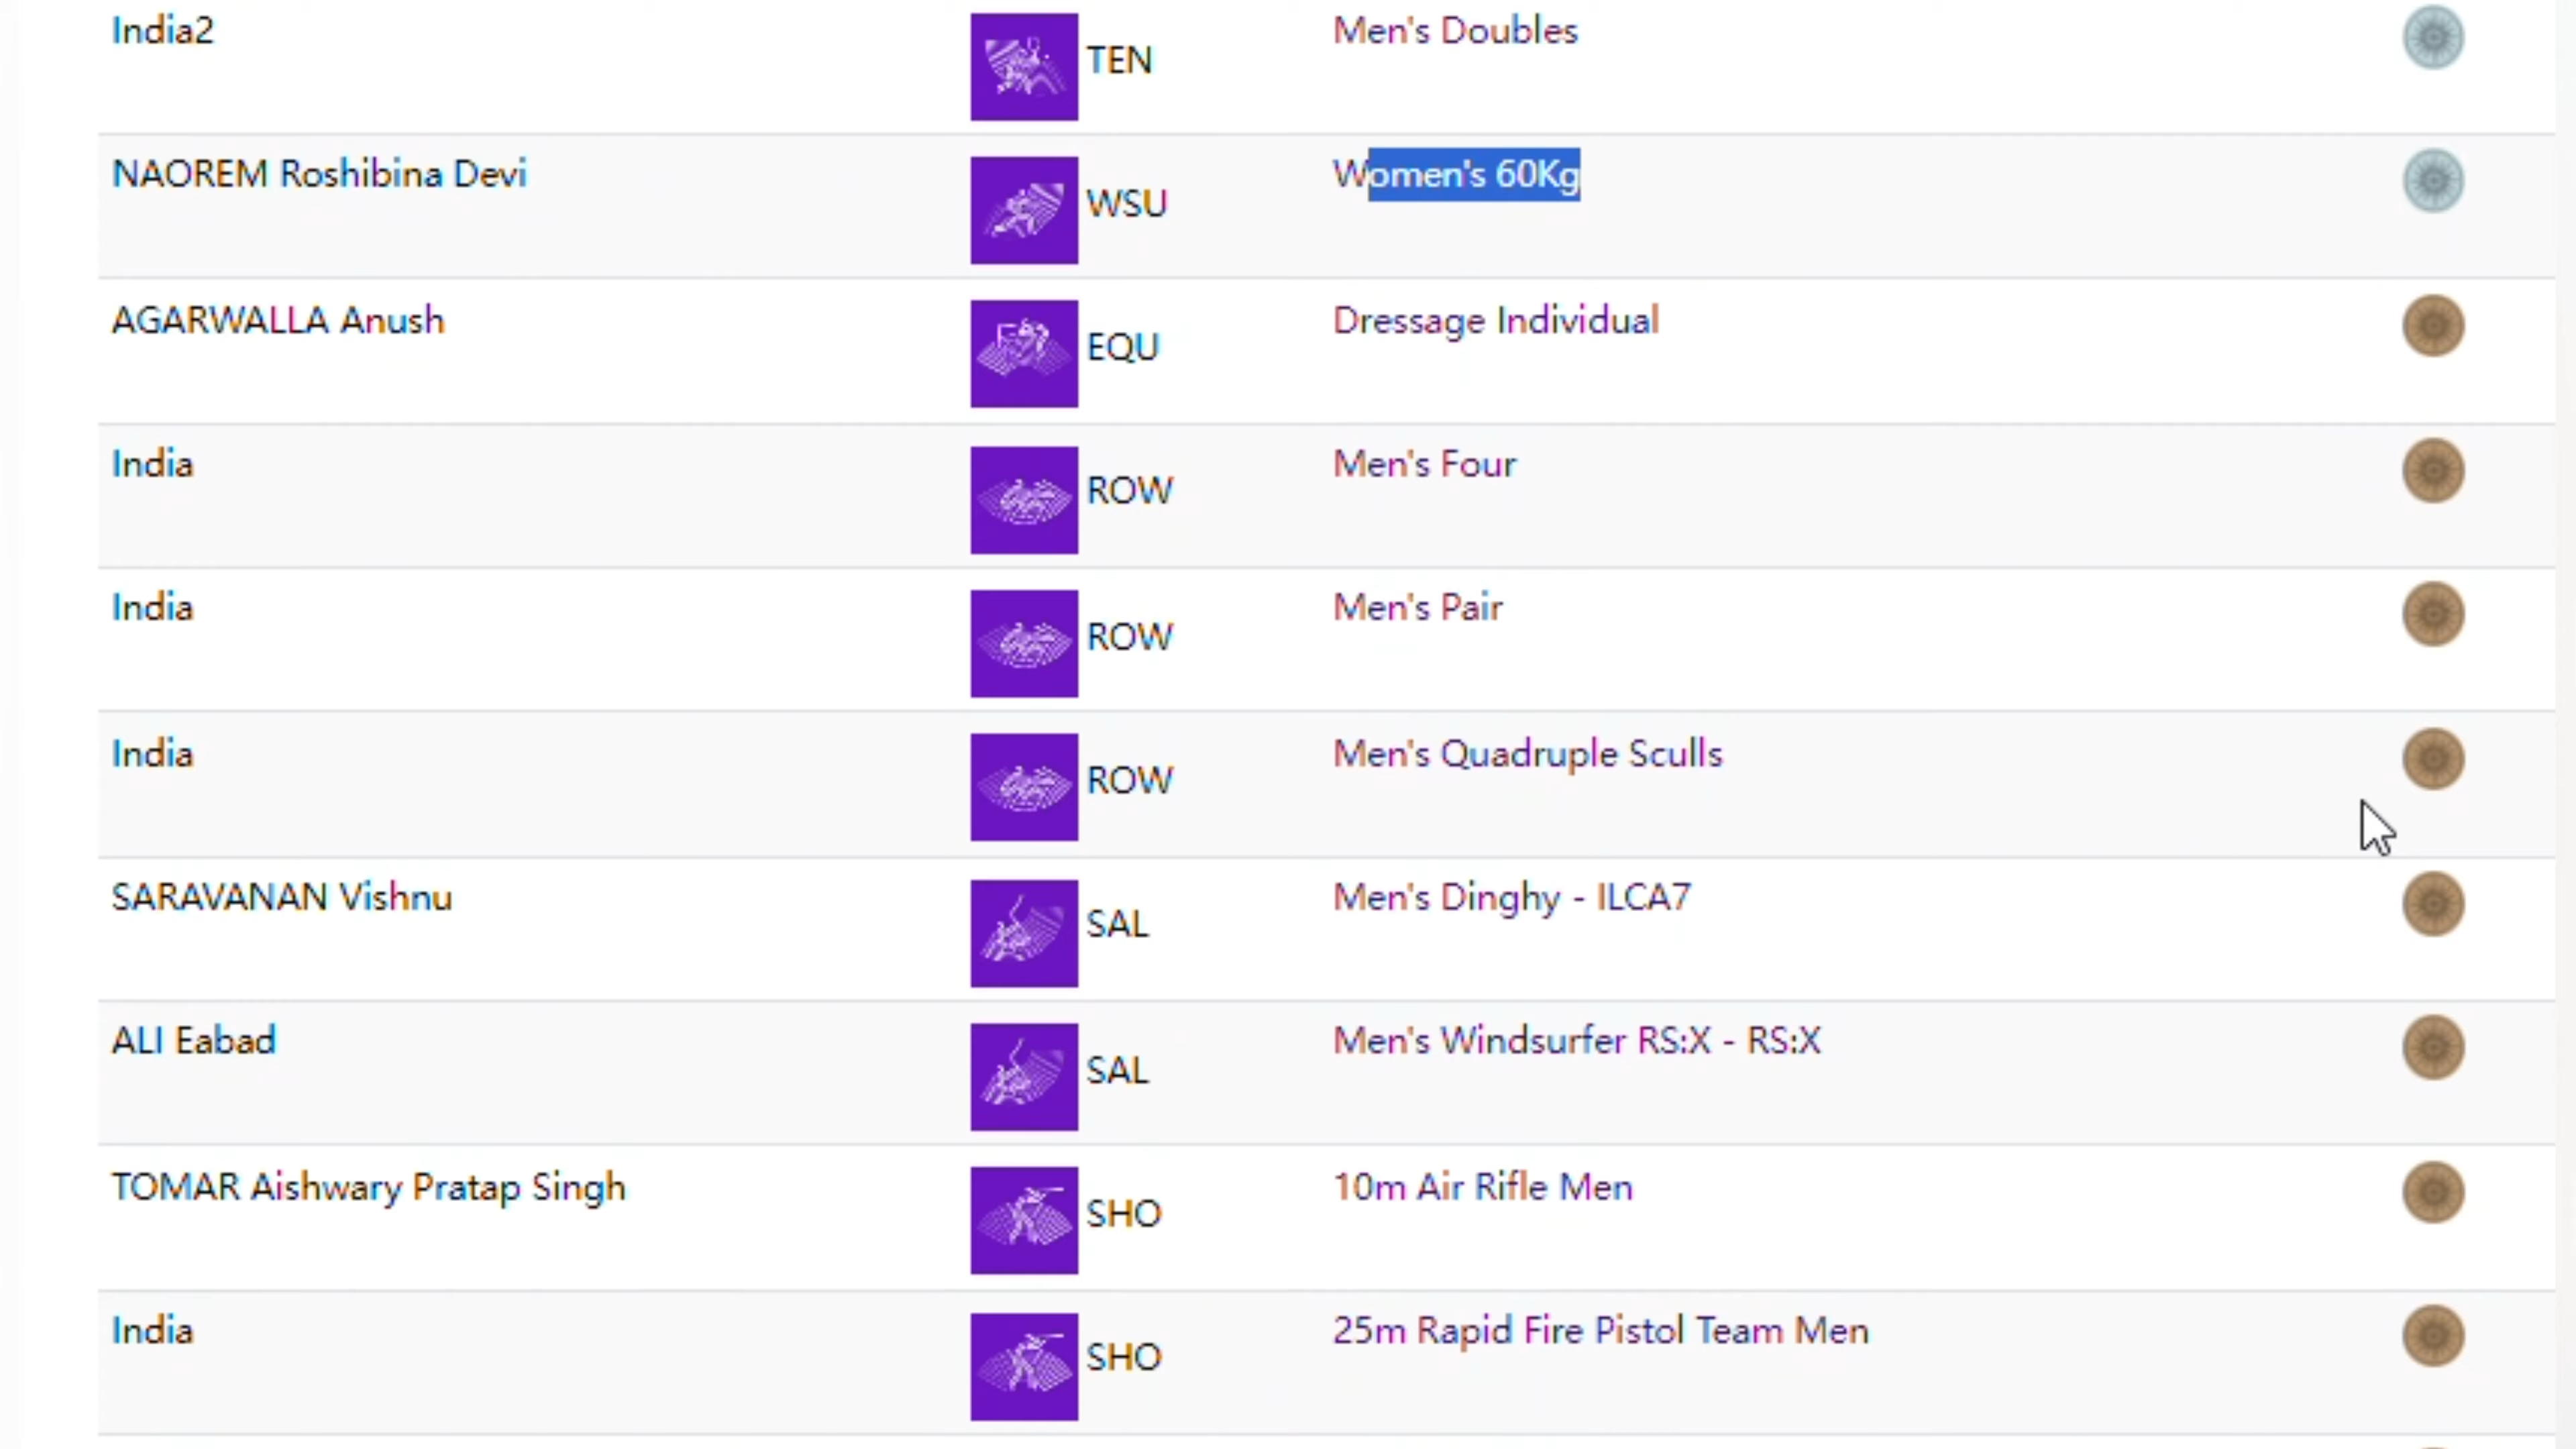 India2 TEN Men's Doubles
NAOREM Roshibina Devi WSU Women's 60Kg
AGARWALLA Anush EQU Dressage Individual
India ROW Men's Four
India ROW Men's Pair
India ROW Men's Quadruple Sculls
SARAVANAN Vishnu SAL Men's Dinghy - ILCA7
ALI Eabad SAL Men's Windsurfer RS:X - RS:X
TOMAR Aishwary Pratap Singh SHO 10m Air Rifle Men
India SHO 25m Rapid Fire Pistol Team Men